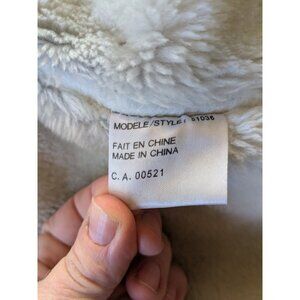 MODELE/STYLE: 51036
FAIT EN CHINE
MADE IN CHINA
C. A. 00521